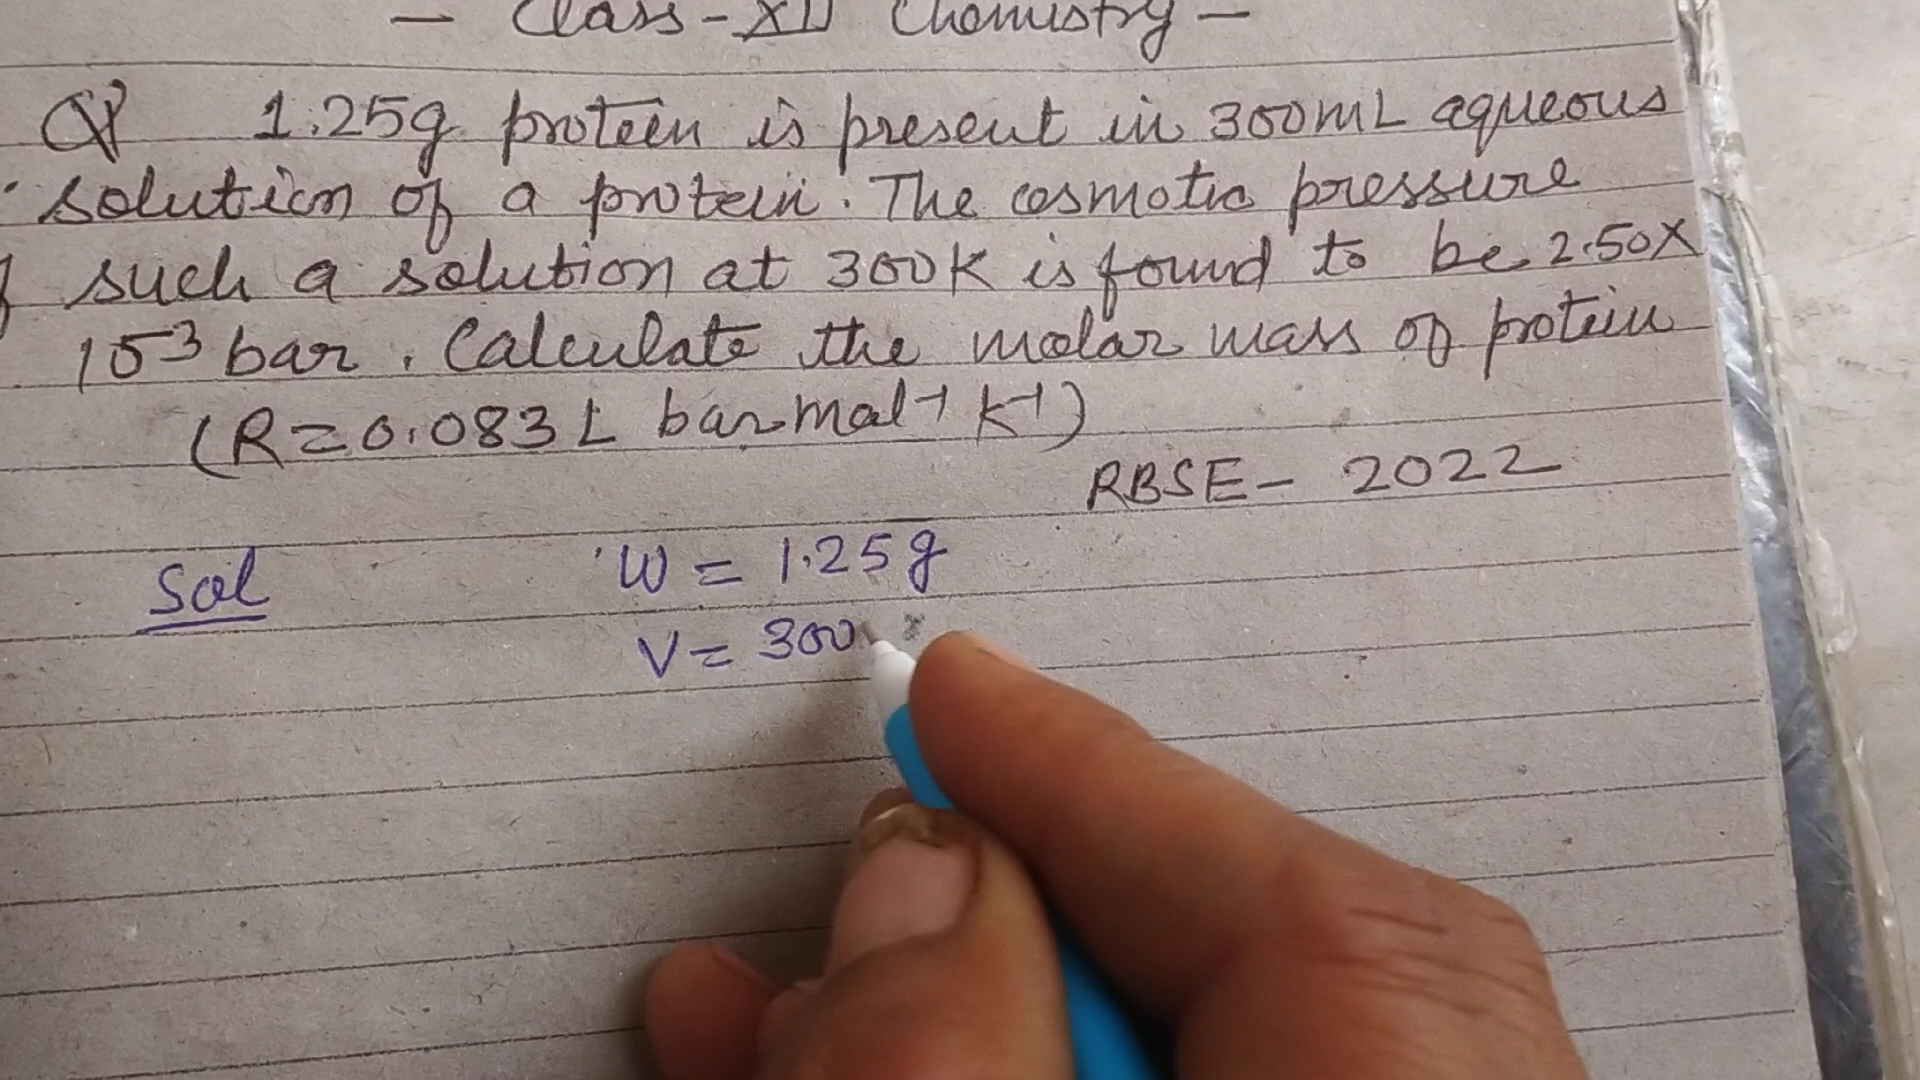 — Class-XII Chemistry —
Q 1.25g protein is present in 300mL aqueous
solution of a protein. The osmotic pressure
such a solution at 300K is found to be 2.50X
10⁻³ bar. Calculate the molar mass of protein
(R=0.083 L bar mol⁻¹ K⁻¹)
RBSE- 2022
Sol W = 1.25g
V= 300